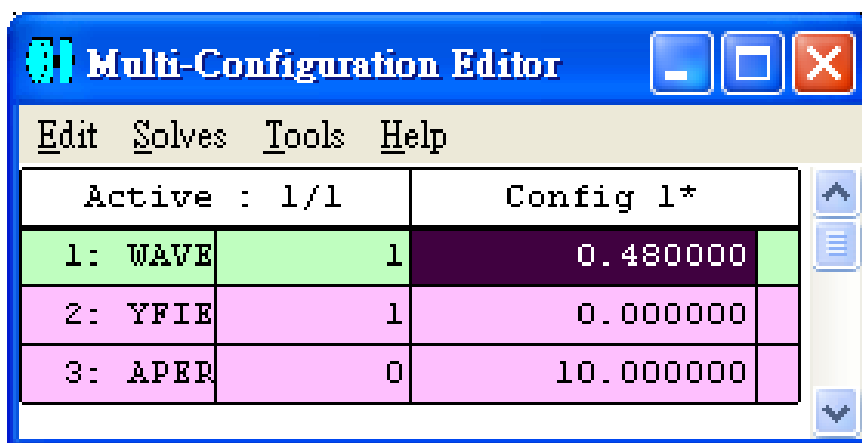 Multi-Configuration Editor
Edit Solves Tools Help
Active : 1/1 Config 1*
1: WAVE 1 0.480000
2: YFIE 1 0.000000
3: APER 0 10.000000